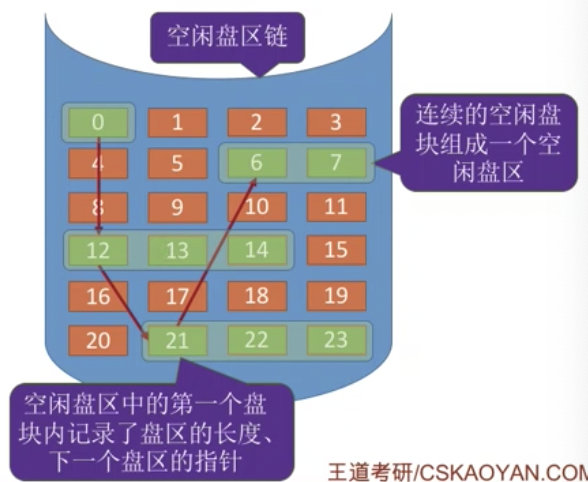 空闲盘区链
0 1 2 3
连续的空闲盘
块组成一个空
闲盘区
4 5 6 7
8 9 10 11
12 13 14 15
16 17 18 19
20 21 22 23
空闲盘区中的第一个盘
块内记录了盘区的长度、
下一个盘区的指针
王道考研/CSKAOYAN.COM